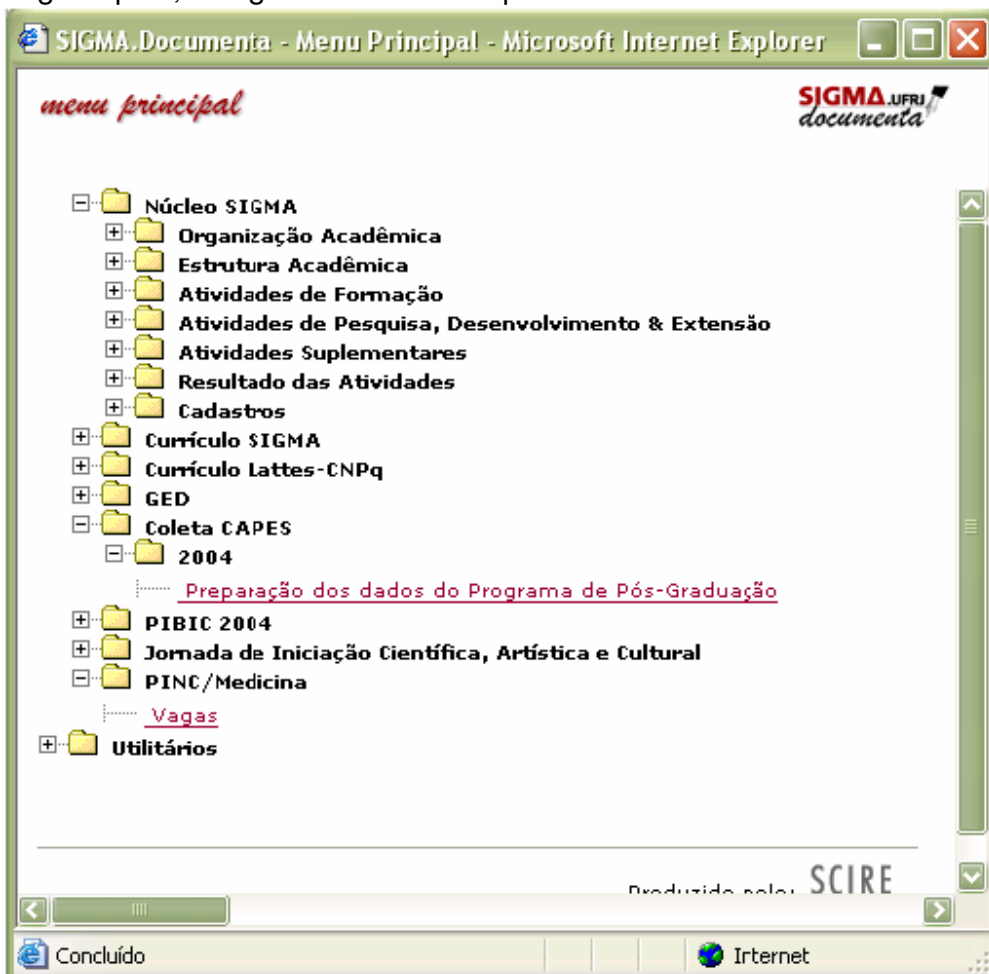 SIGMA.Documenta - Menu Principal - Microsoft Internet Explorer
menu principal
SIGMA.UFRJ
documenta
Núcleo SIGMA
Organização Acadêmica
Estrutura Acadêmica
Atividades de Formação
Atividades de Pesquisa, Desenvolvimento & Extensão
Atividades Suplementares
Resultado das Atividades
Cadastros
Currículo SIGMA
Currículo Lattes-CNPq
GED
Coleta CAPES
2004
Preparação dos dados do Programa de Pós-Graduação
PIBIC 2004
Jornada de Iniciação Científica, Artística e Cultural
PINC/Medicina
Vagas
Utilitários
Produzido pelo: SCIRE
Concluído
Internet